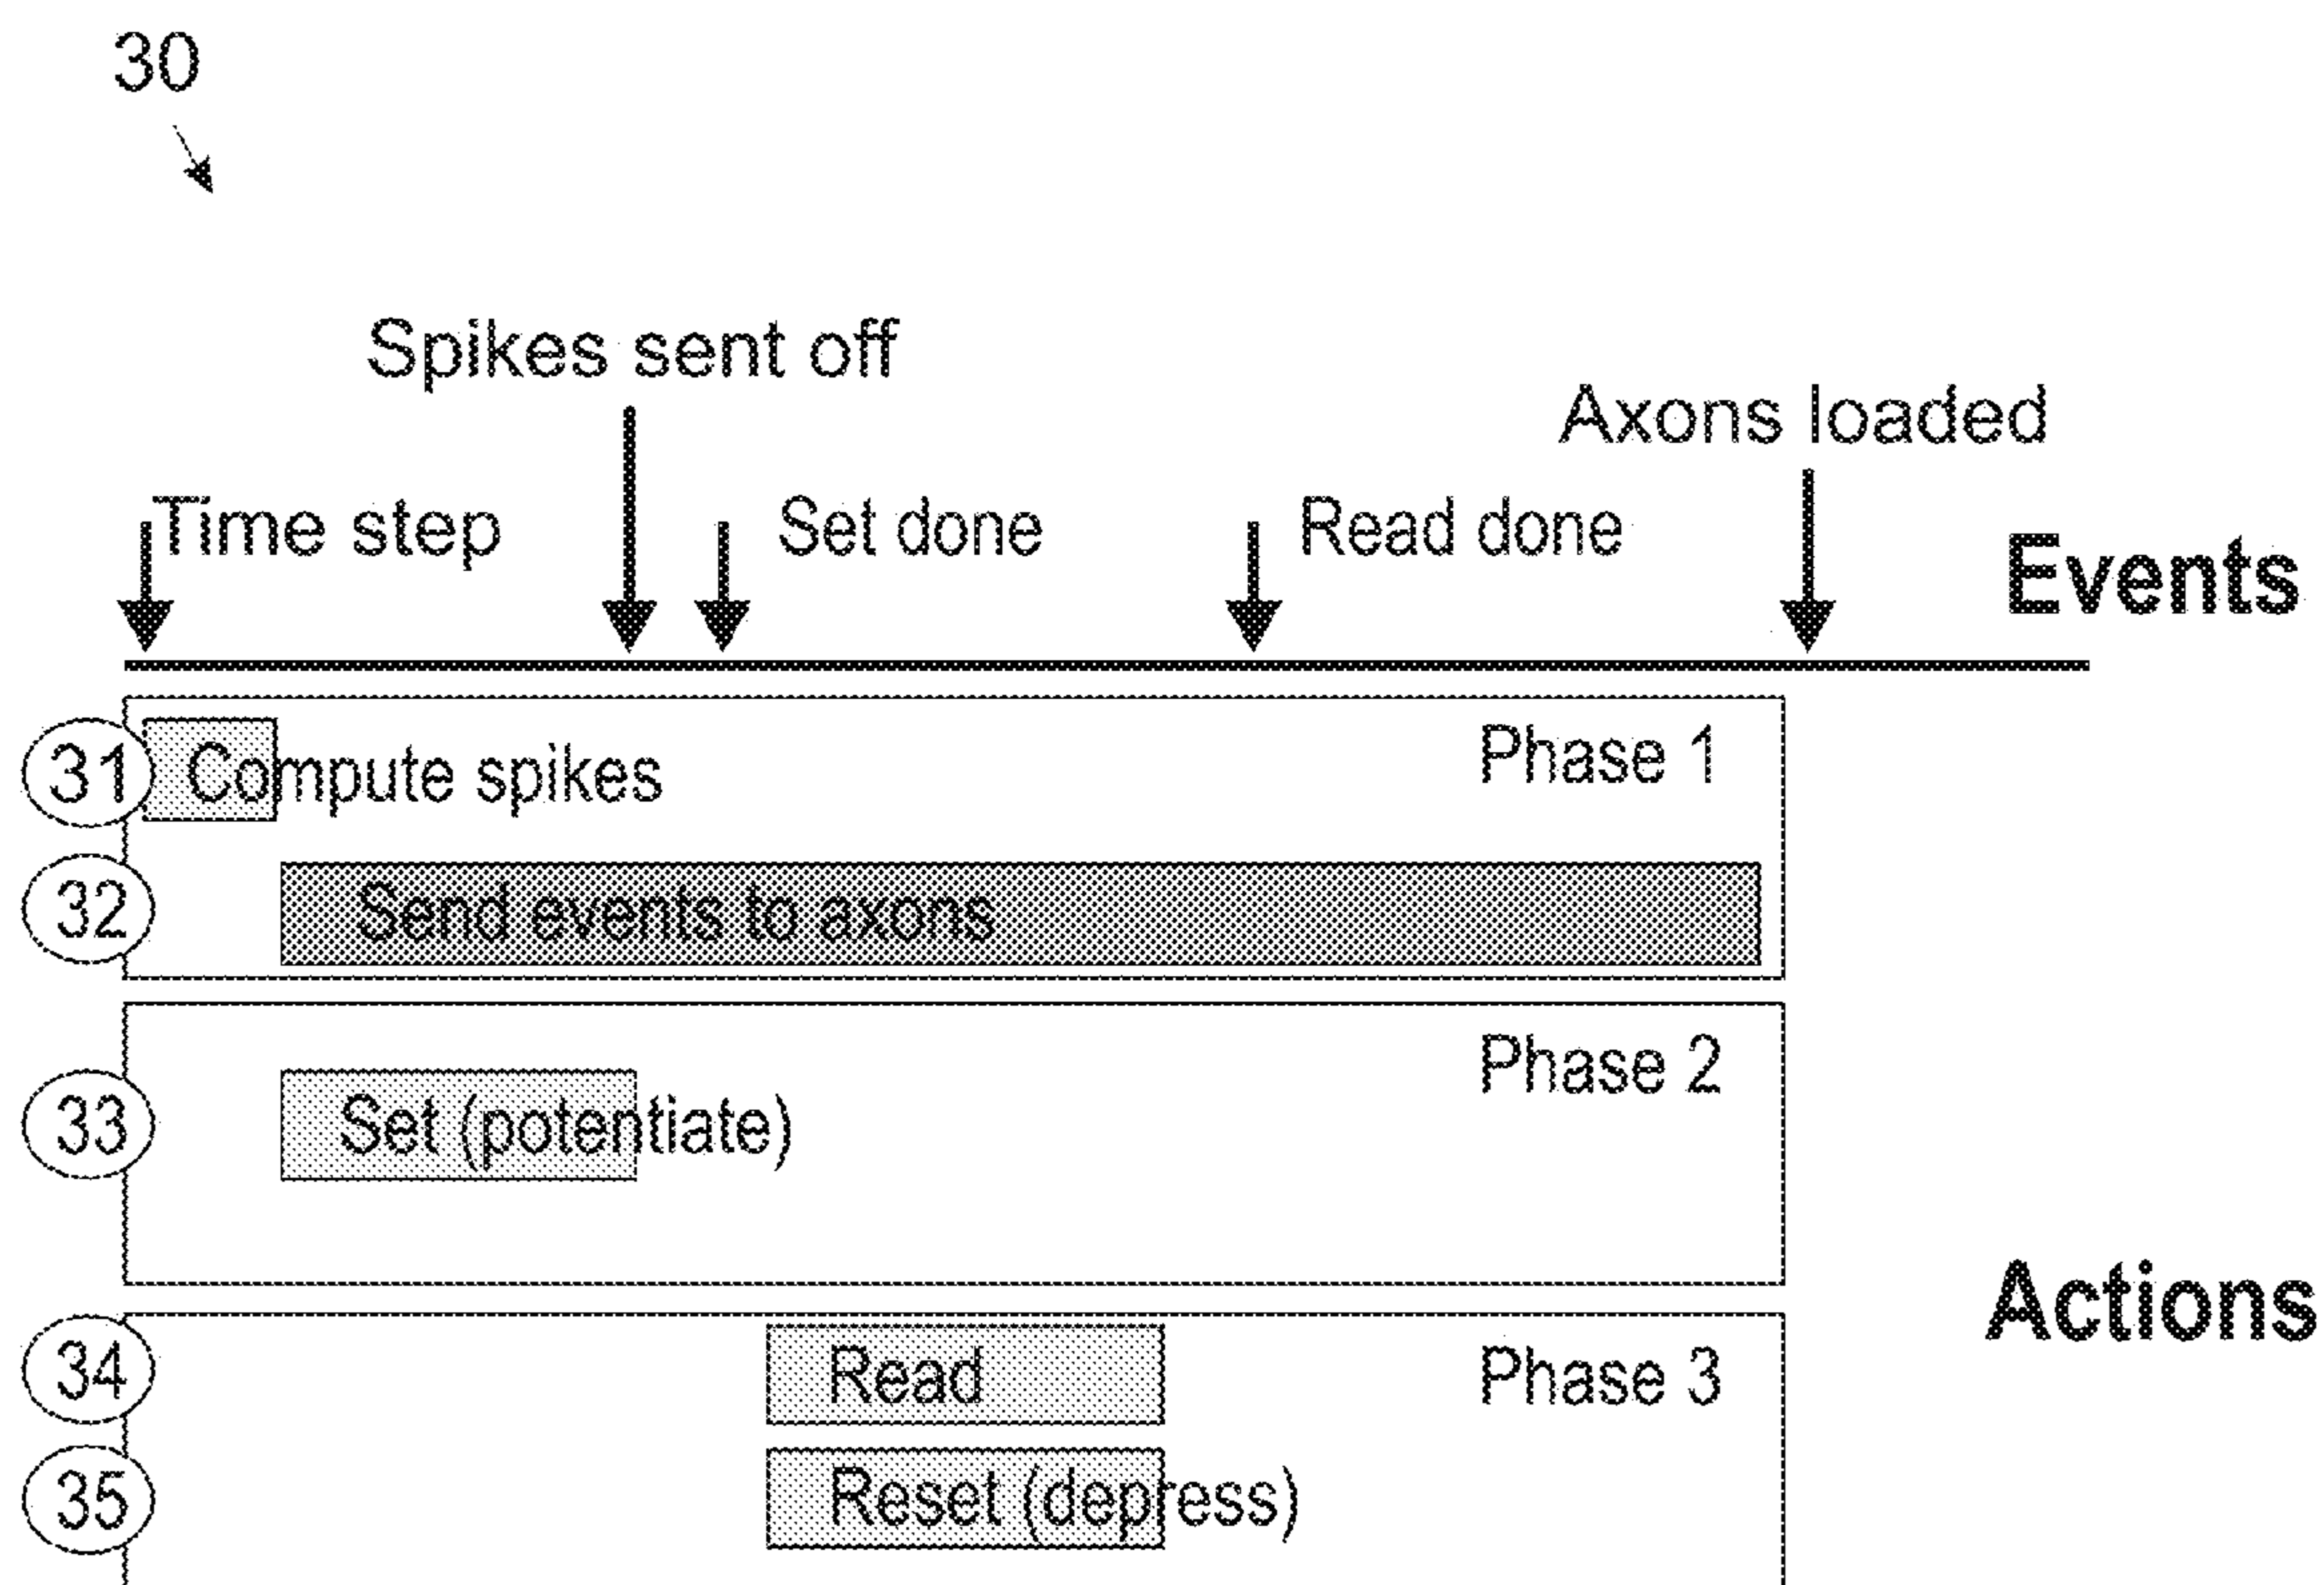 30
Spikes sent off
Axons loaded
Time step
Set done
Read done
Events
31
Compute spikes
Phase 1
32
Send events to axons
Phase 2
33
Set (potentiate)
Actions
34
Read
Phase 3
35
Reset (depress)